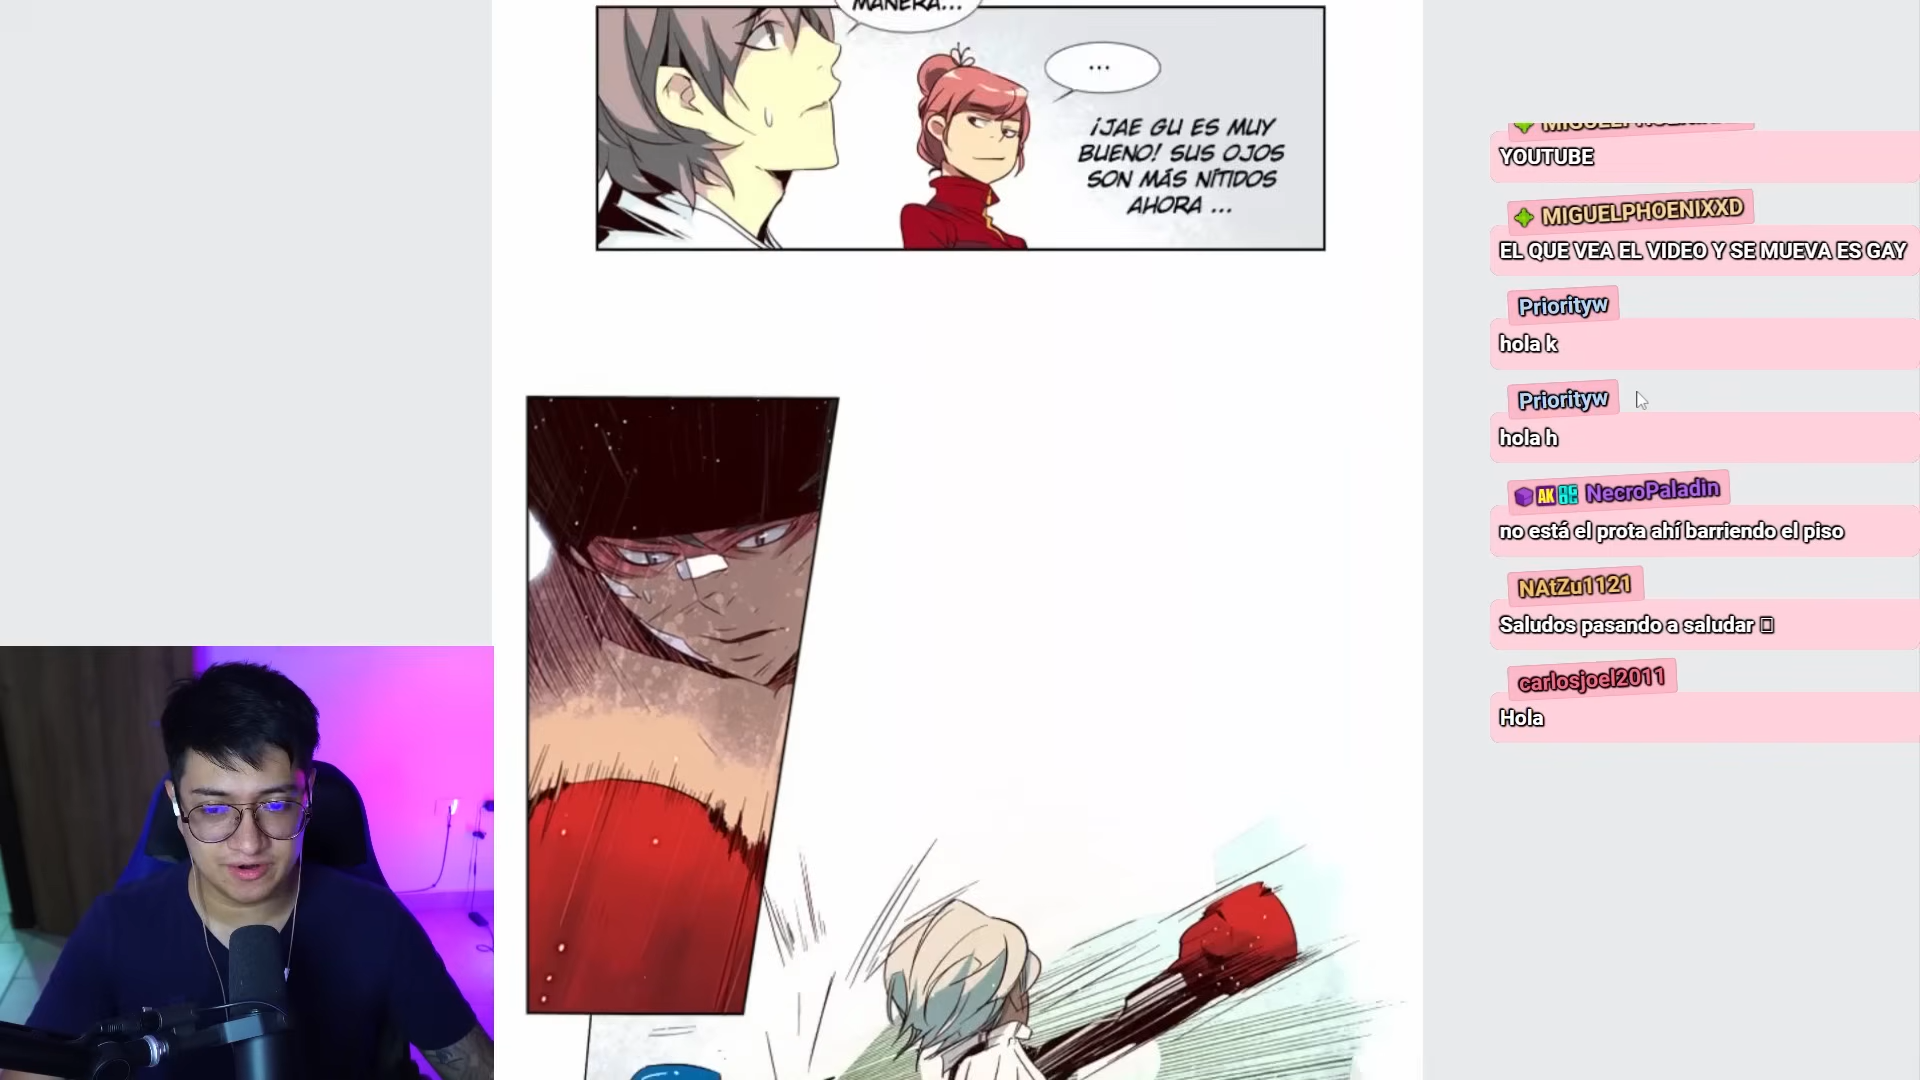 MANERA...
...
¡JAE GU ES MUY
BUENO! SUS OJOS
SON MÁS NÍTIDOS
AHORA ...
YOUTUBE
MIGUELPHOENIXXD
EL QUE VEA EL VIDEO Y SE MUEVA ES GAY
Priorityw
hola k
Priorityw
hola h
NecroPaladin
no está el prota ahí barriendo el piso
NAtZu1121
Saludos pasando a saludar
carlosjoel2011
Hola